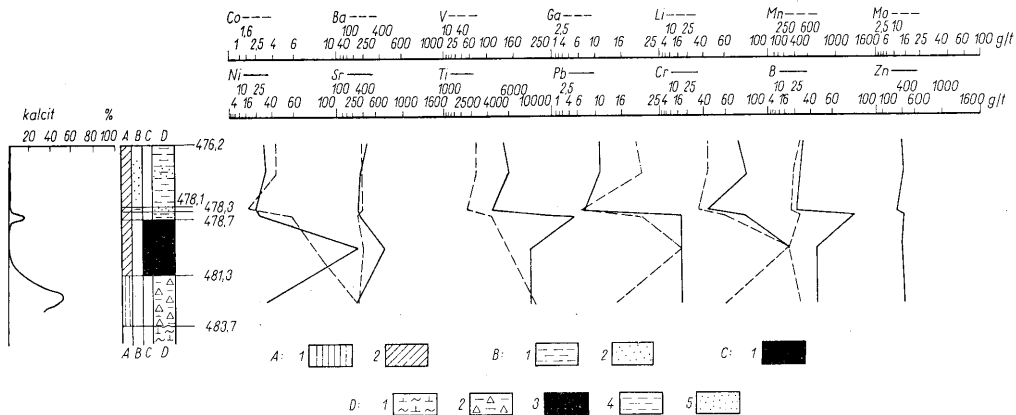 Co Ba V Ga Li Mn Mo
1,6 100 400 10 40 2,5 10 25 250 600 2,5 10
1 2,5 4 6 10 40 200 600 1000 16 25 60 100 160 250 1 4 6 10 16 25 4 16 40 60 100 100 160 400 1000 1 6 16 25 40 60 100 g/t
Ni Sr Ti Pb Cr B Zn
10 25 160 400 1000 6000 2,5 10 25 10 25 400 1000
4 16 40 60 100 100 250 600 1000 1600 2500 4000 10000 1 4 6 10 16 25 4 16 40 60 100 4 16 40 60 100 100 600 1600 g/t
kalcit %
20 40 60 80 100 A B C D
476,2
478,1
478,3
478,7
481,3
483,7
A B C D
A: 1 2 B: 1 2 C: 1
D: 1 2 3 4 5